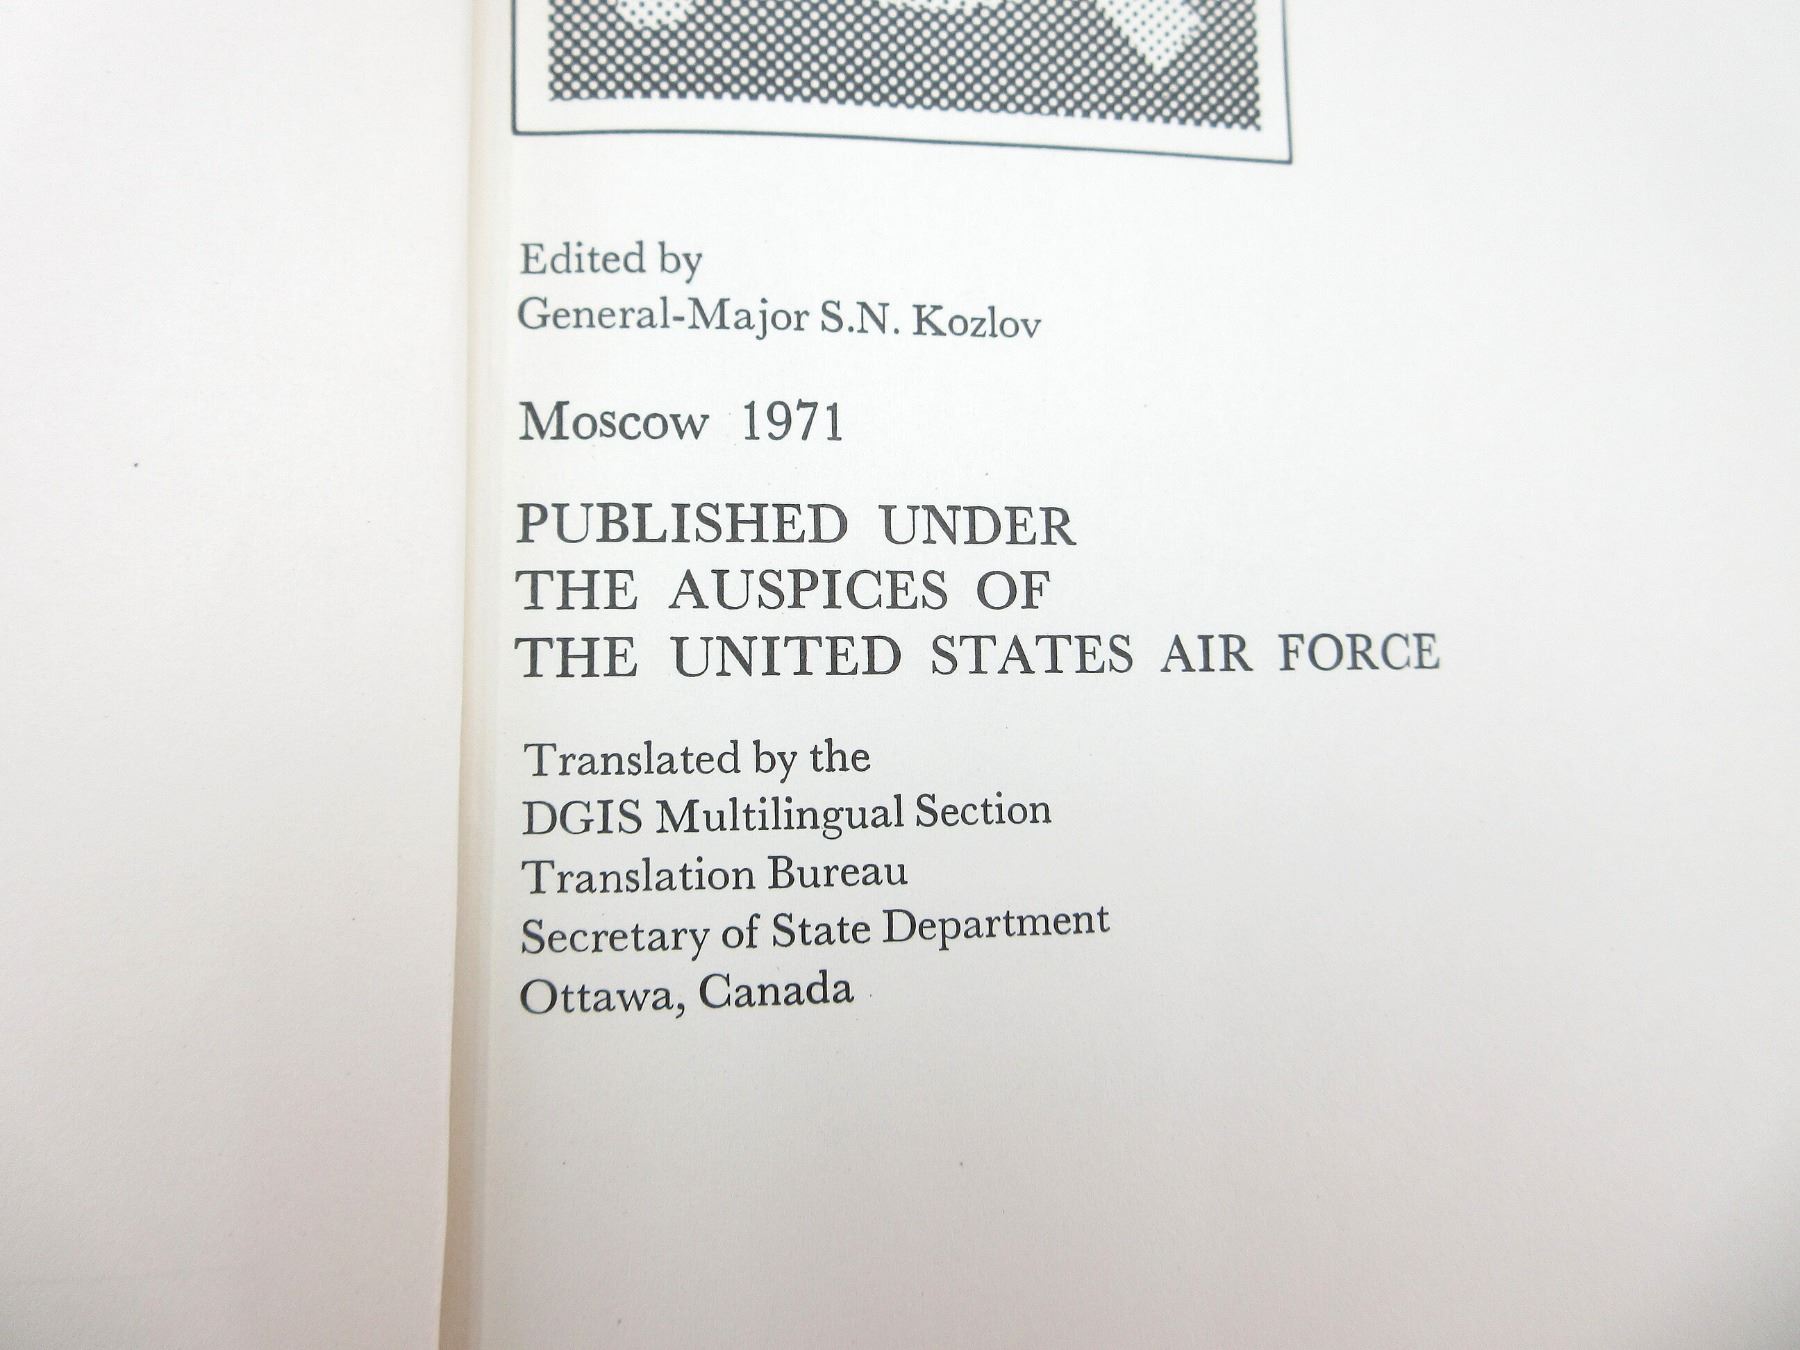 Edited by
General-Major S.N. Kozlov
Moscow 1971
PUBLISHED UNDER
THE AUSPICES OF
THE UNITED STATES AIR FORCE
Translated by the
DGIS Multilingual Section
Translation Bureau
Secretary of State Department
Ottawa, Canada